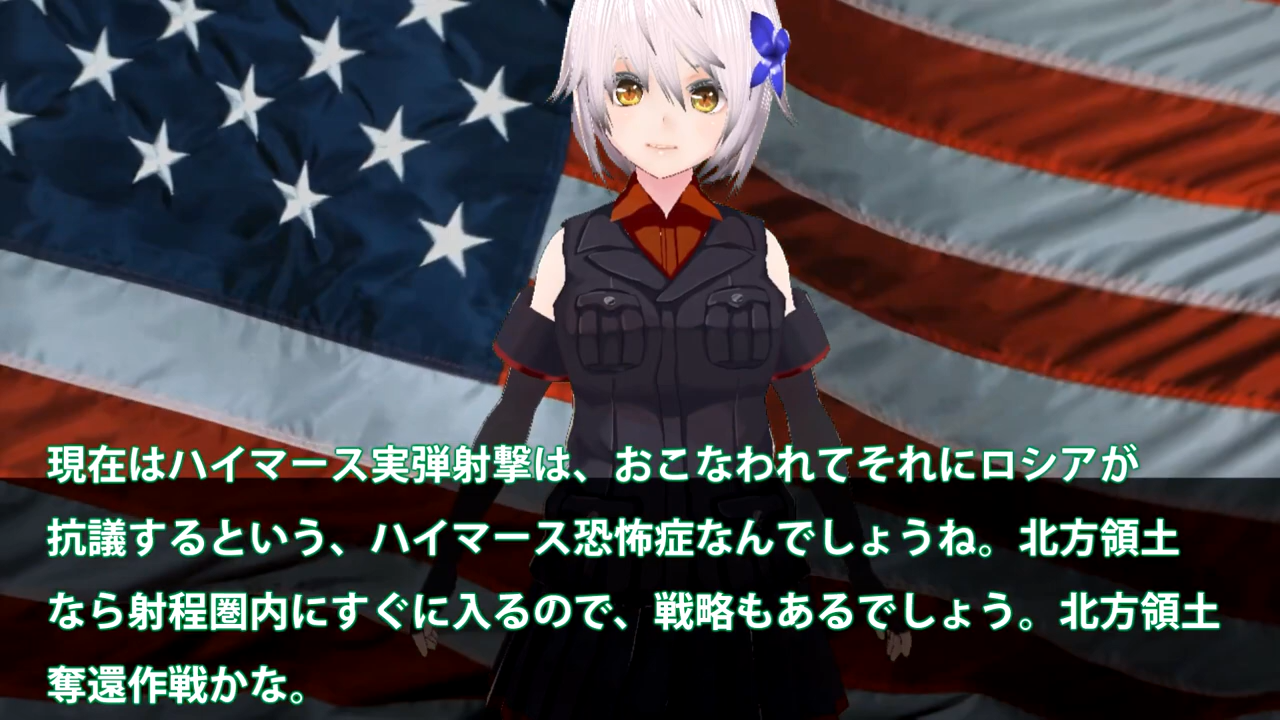 現在はハイマース実弾射撃は、おこなわれてそれにロシアが
抗議するという、ハイマース恐怖症なんでしょうね。北方領土
なら射程圏内にすぐに入るので、戦略もあるでしょう。北方領土
奪還作戦かな。